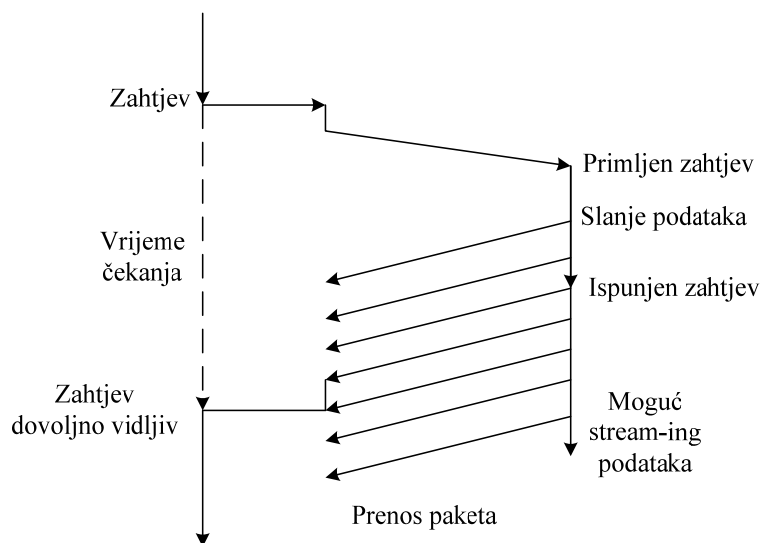 Zahtjev
Primljen zahtjev
Slanje podataka
Vrijeme
čekanja
Ispunjen zahtjev
Zahtjev
dovoljno vidljiv
Moguć
stream-ing
podataka
Prenos paketa